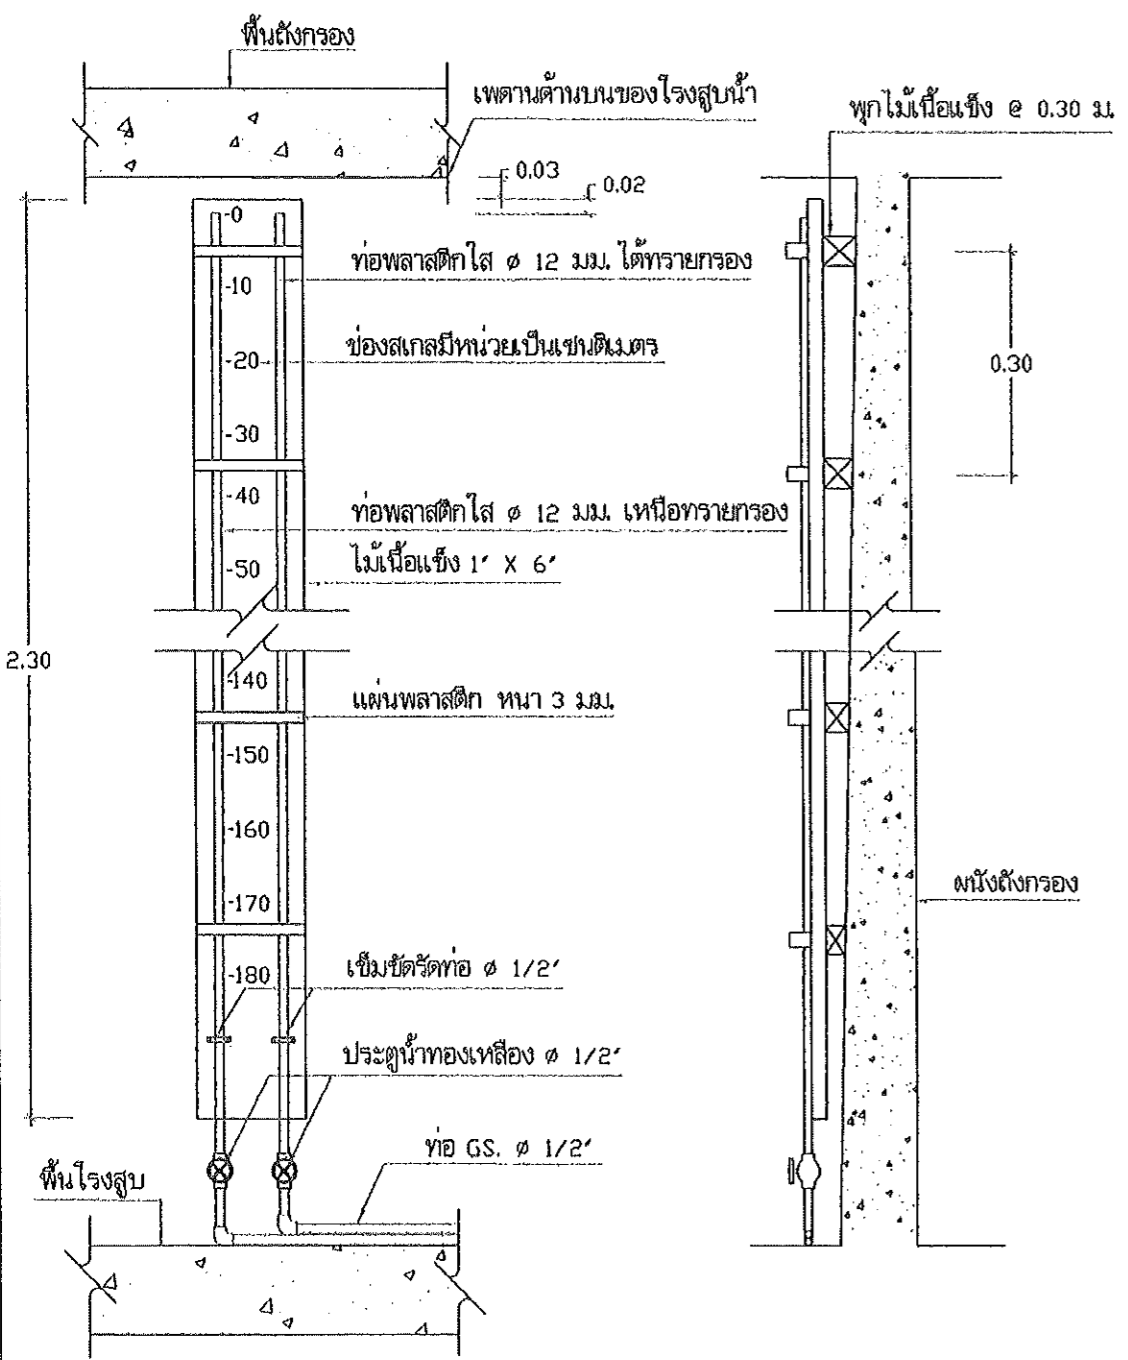 พื้นถังกรอง
เพดานด้านบนของโรงสูบน้ำ
พุกไม้เนื้อแข็ง @ 0.30 ม.
0.03
0.02
-0
ท่อพลาสติกใส ø 12 มม. ใต้ทรายกรอง
-10
ช่องสเกลมีหน่วยเป็นเซนติเมตร
-20
0.30
-30
-40
ท่อพลาสติกใส ø 12 มม. เหนือทรายกรอง
-50
ไม้เนื้อแข็ง 1" X 6"
2.30
-140
แผ่นพลาสติก หนา 3 มม.
-150
-160
-170
ผนังถังกรอง
-180
เข็มขัดรัดท่อ ø 1/2"
ประตูน้ำทองเหลือง ø 1/2"
ท่อ GS. ø 1/2"
พื้นโรงสูบ